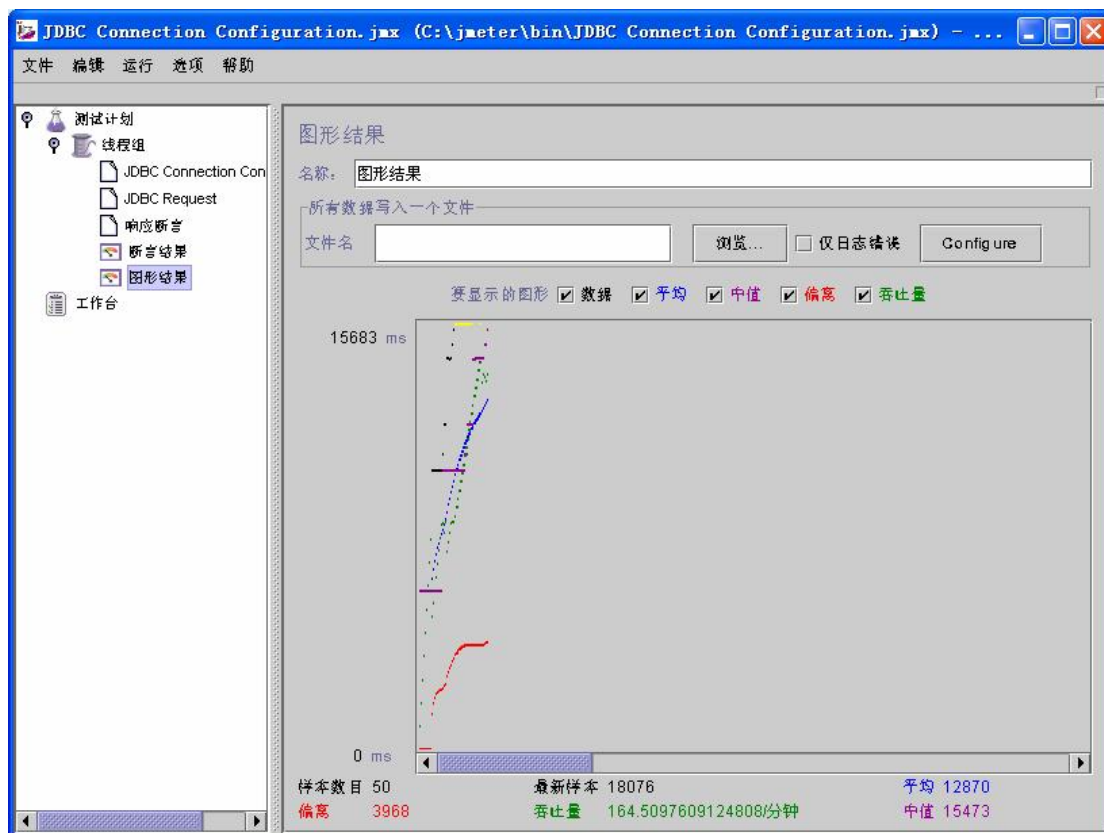 JDBC Connection Configuration.jmx (C:\jmeter\bin\JDBC Connection Configuration.jmx) - ...
文件 编辑 运行 选项 帮助
测试计划
线程组
JDBC Connection Con
JDBC Request
响应断言
断言结果
图形结果
工作台
图形结果
名称: 图形结果
所有数据写入一个文件
文件名 浏览... 仅日志错误 Configure
要显示的图形 数据 平均 中值 偏离 吞吐量
15683 ms
0 ms
样本数目 50 最新样本 18076 平均 12870
偏离 3968 吞吐量 164.5097609124808/分钟 中值 15473